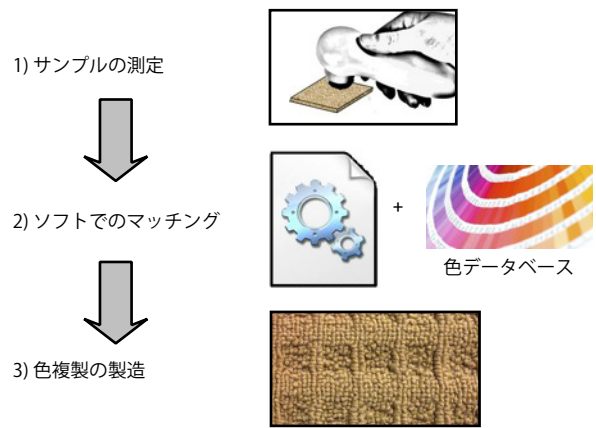 1) サンプルの測定
2) ソフトでのマッチング
+
色データベース
3) 色複製の製造